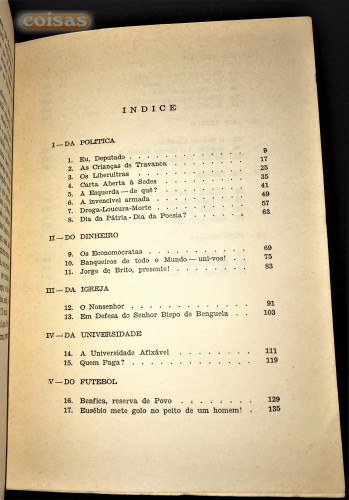 coisas
INDICE
I — DA POLITICA
1. Eu, Deputado . . . . . . . . . . . . 9
2. As Crianças de Travanca . . . . . . . . . 17
3. Os Liberultras . . . . . . . . . . . . 25
4. Carta Aberta à Sedes . . . . . . . . . . 35
5. A Esquerda — de quê? . . . . . . . . . . 41
6. A invencível armada . . . . . . . . . . 49
7. Droga-Loucura-Morte . . . . . . . . . . 57
8. Dia da Pátria - Dia da Poesia? . . . . . . . 63
II — DO DINHEIRO
9. Os Economocratas . . . . . . . . . . . 69
10. Banqueiros de todo o Mundo — uni-vos! . . . 75
11. Jorge de Brito, presente! . . . . . . . . 83
III — DA IGREJA
12. O Nonsenhor . . . . . . . . . . . . 91
13. Em Defesa do Senhor Bispo de Benguela . . . 103
IV — DA UNIVERSIDADE
14. A Universidade Afixável . . . . . . . . . 111
15. Quem Paga? . . . . . . . . . . . . 119
V — DO FUTEBOL
16. Benfica, reserva de Povo . . . . . . . . 129
17. Eusébio mete golo no peito de um homem! . . 135